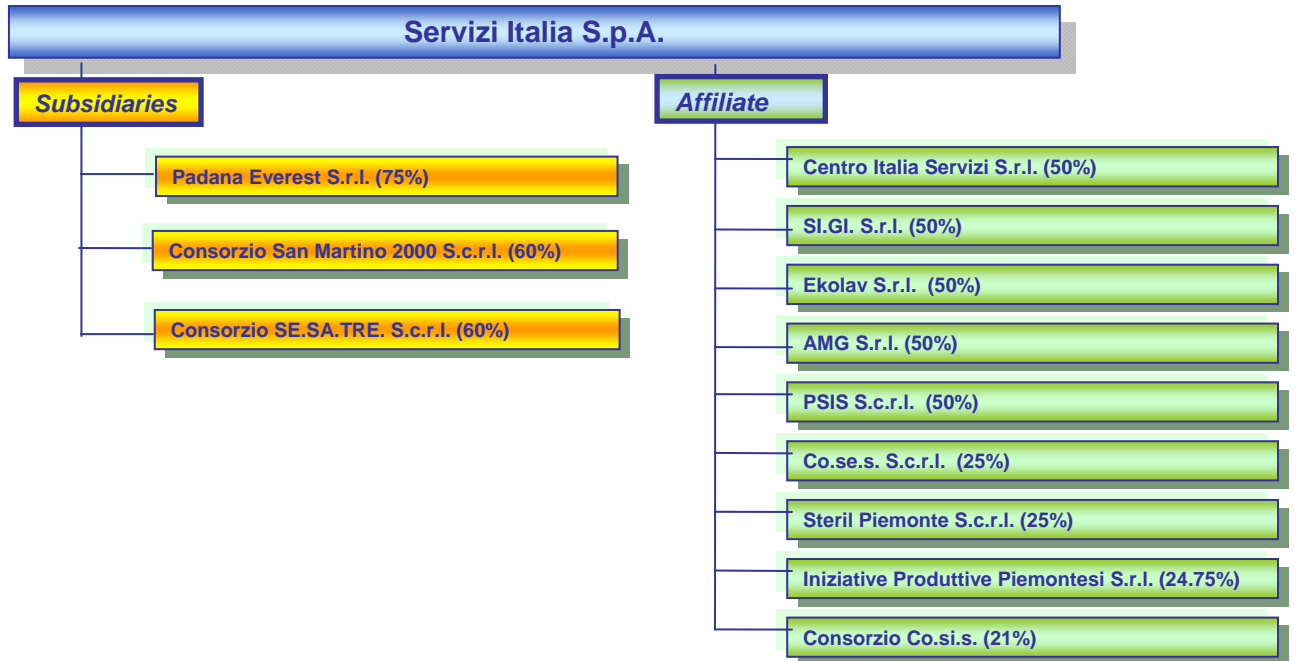 Servizi Italia S.p.A.
Subsidiaries
Padana Everest S.r.l. (75%)
Consorzio San Martino 2000 S.c.r.l. (60%)
Consorzio SE.SA.TRE. S.c.r.l. (60%)
Affiliate
Centro Italia Servizi S.r.l. (50%)
SI.GI. S.r.l. (50%)
Ekolav S.r.l. (50%)
AMG S.r.l. (50%)
PSIS S.c.r.l. (50%)
Co.se.s. S.c.r.l. (25%)
Steril Piemonte S.c.r.l. (25%)
Iniziative Produttive Piemontesi S.r.l. (24.75%)
Consorzio Co.si.s. (21%)